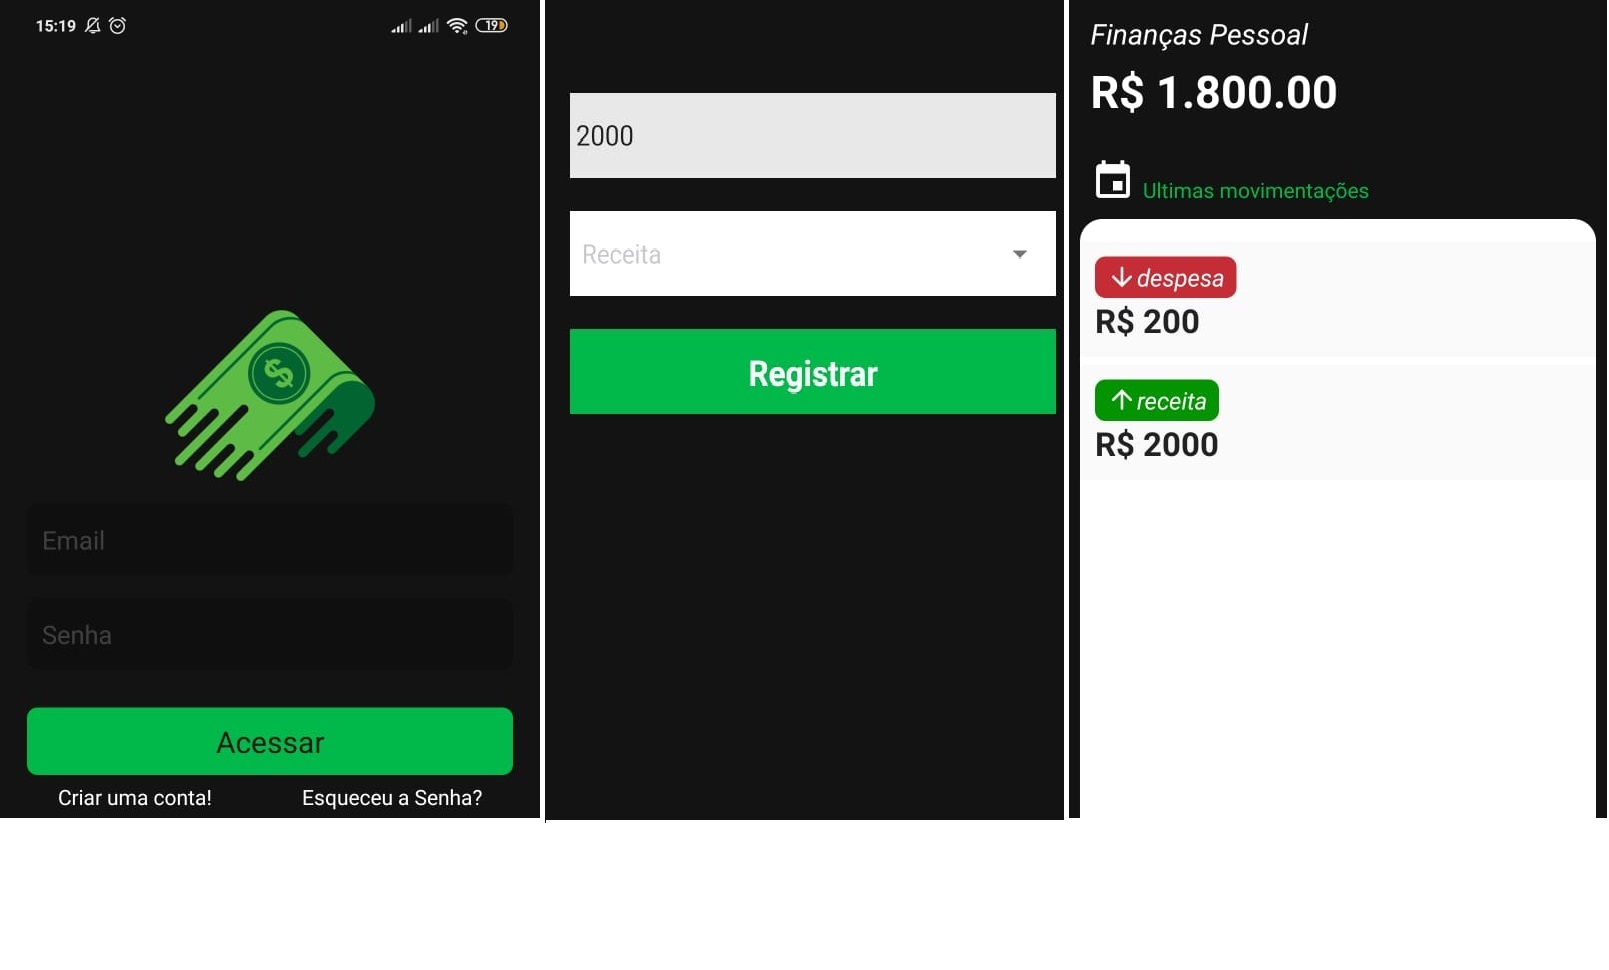 15:19
19
$
Email
Senha
Acessar
Criar uma conta! Esqueceu a Senha?
2000
Receita
Registrar
Finanças Pessoal
R$ 1.800.00
Ultimas movimentações
despesa
R$ 200
receita
R$ 2000